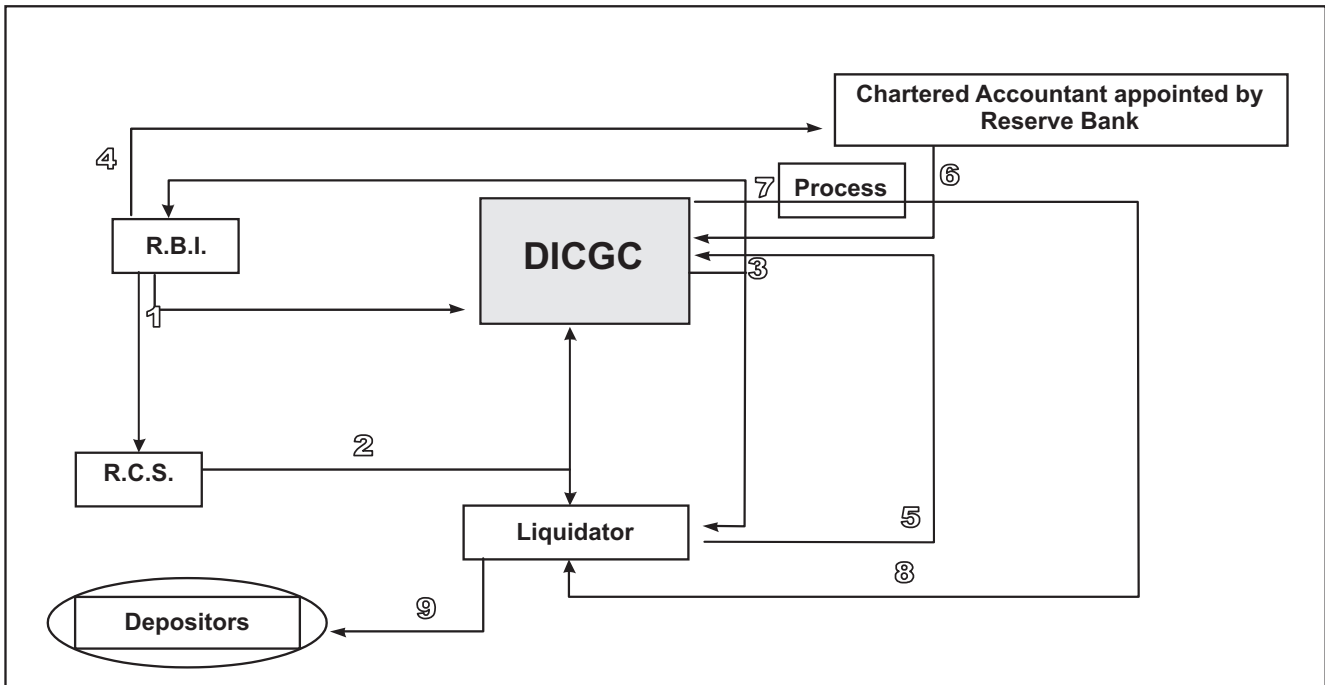 Chartered Accountant appointed by
Reserve Bank
4
6
7
Process
R.B.I.
DICGC
3
1
2
R.C.S.
5
Liquidator
8
9
Depositors